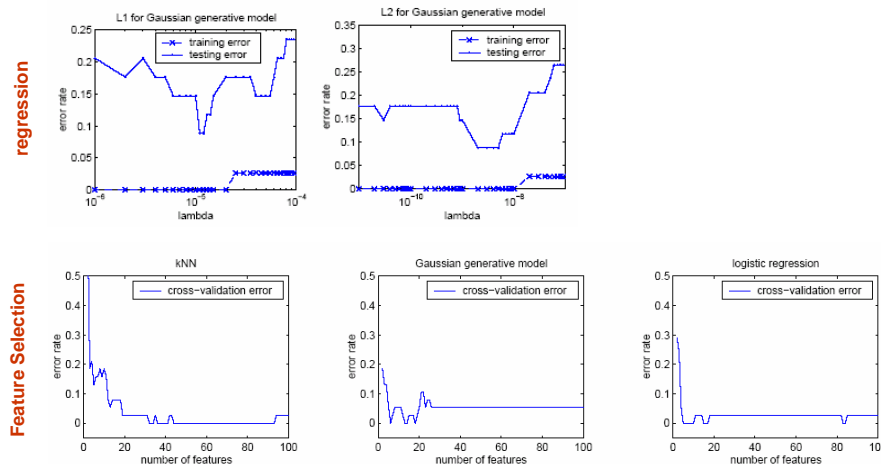 regression
L1 for Gaussian generative model
training error
testing error
error rate
0.25
0.2
0.15
0.1
0.05
0
10^-6
10^-5
10^-4
lambda
L2 for Gaussian generative model
training error
testing error
error rate
0.35
0.3
0.25
0.2
0.15
0.1
0.05
0
10^-10
10^-8
lambda
Feature Selection
kNN
cross-validation error
error rate
0.5
0.4
0.3
0.2
0.1
0
0 20 40 60 80 100
number of features
Gaussian generative model
cross-validation error
error rate
0.5
0.4
0.3
0.2
0.1
0
0 20 40 60 80 100
number of features
logistic regression
cross-validation error
error rate
0.5
0.4
0.3
0.2
0.1
0
0 20 40 60 80 100
number of features